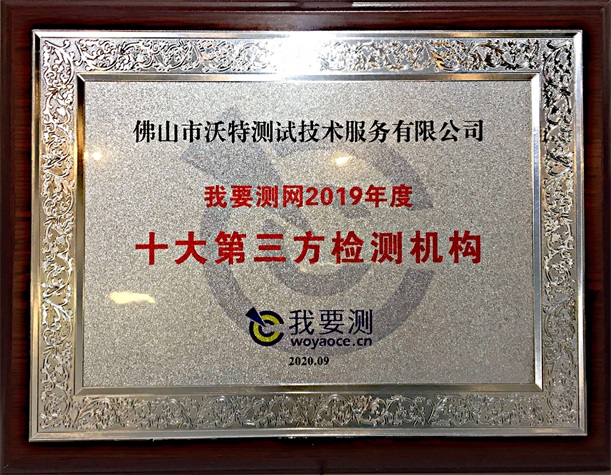 佛山市沃特测试技术服务有限公司
我要测网2019年度
十大第三方检测机构
我要测
woyaoce.cn
2020.09